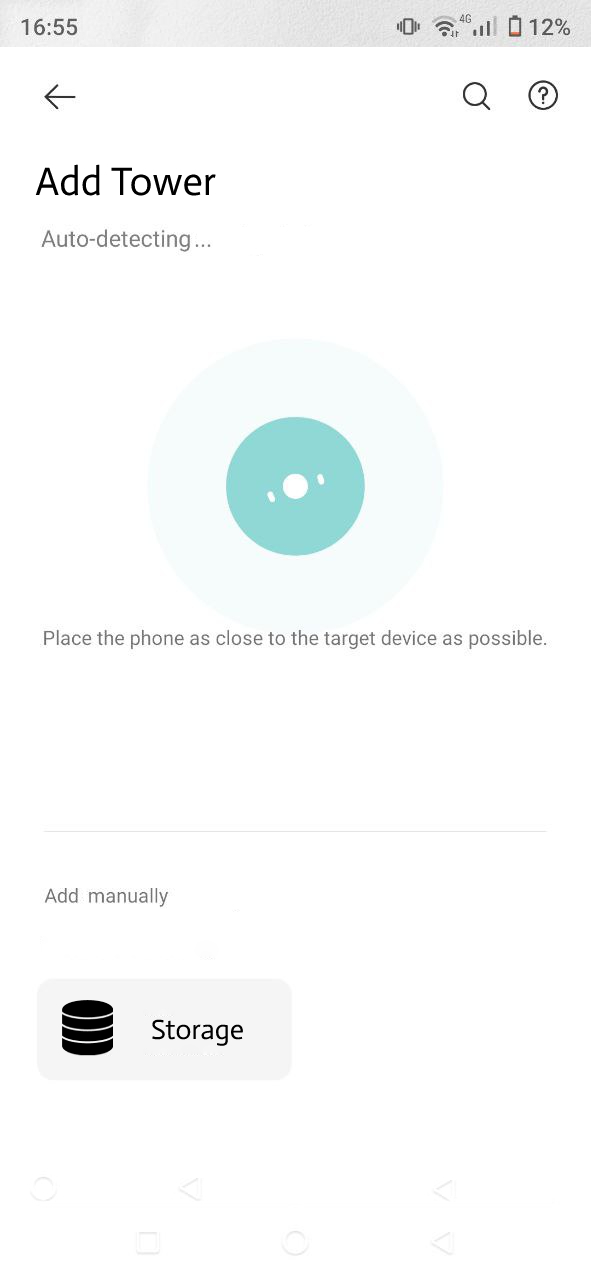 16:55
4G
12%
Add Tower
Auto-detecting...
Place the phone as close to the target device as possible.
Add manually
Storage